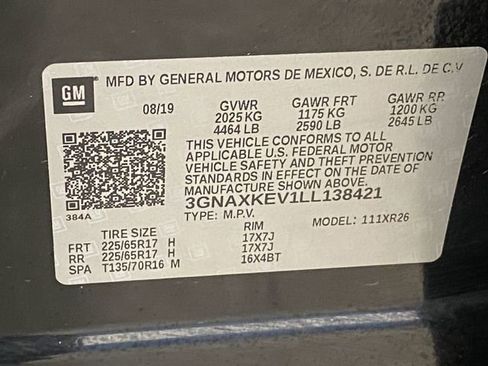 GM
MFD BY GENERAL MOTORS DE MEXICO, S. DE R.L. DE C.V
08/19 GVWR GAWR FRT GAWR RR
2025 KG 1175 KG 1200 KG
4464 LB 2590 LB 2645 LB
THIS VEHICLE CONFORMS TO ALL
APPLICABLE U.S. FEDERAL MOTOR
VEHICLE SAFETY AND THEFT PREVENTION
STANDARDS IN EFFECT ON THE DATE OF
MANUFACTURE SHOWN ABOVE.
384A
3GNAXKEV1LL138421
TYPE: M.P.V. MODEL: 111XR26
TIRE SIZE RIM
FRT 225/65R17 H 17X7J
RR 225/65R17 H 17X7J
SPA T135/70R16 M 16X4BT